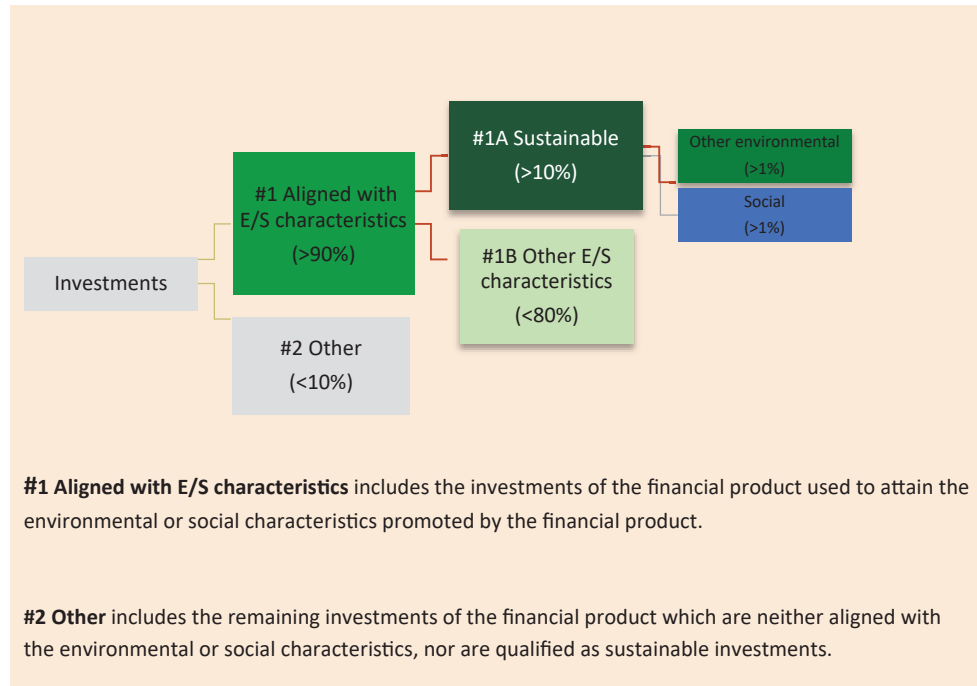 #1A Sustainable
(>10%)
Other environmental
(>1%)
Social
(>1%)
#1 Aligned with
E/S characteristics
(>90%)
#1B Other E/S
characteristics
(<80%)
Investments
#2 Other
(<10%)
#1 Aligned with E/S characteristics includes the investments of the financial product used to attain the
environmental or social characteristics promoted by the financial product.
#2 Other includes the remaining investments of the financial product which are neither aligned with
the environmental or social characteristics, nor are qualified as sustainable investments.